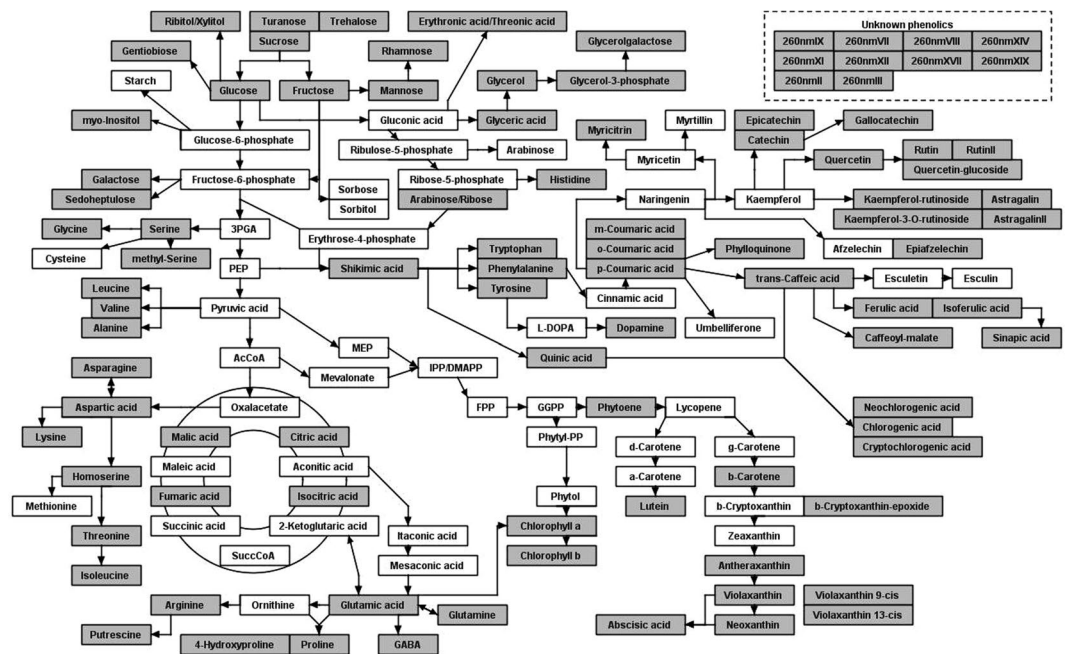 Ribitol/Xylitol
Turanose
Trehalose
Sucrose
Erythronic acid/Threonic acid
Unknown phenolics
260nmIX
260nmVII
260nmVIII
260nmXIV
260nmXI
260nmXII
260nmXVII
260nmXIX
260nmII
260nmIII
Gentiobiose
Rhamnose
Glycerolgalactose
Starch
Glucose
Fructose
Mannose
Glycerol
Glycerol-3-phosphate
myo-Inositol
Gluconic acid
Glyceric acid
Myrtillin
Epicatechin
Gallocatechin
Glucose-6-phosphate
Myricitrin
Catechin
Ribulose-5-phosphate
Arabinose
Myricetin
Quercetin
Rutin
RutinII
Quercetin-glucoside
Galactose
Fructose-6-phosphate
Sorbose
Ribose-5-phosphate
Histidine
Sedoheptulose
Sorbitol
Arabinose/Ribose
Naringenin
Kaempferol
Kaempferol-rutinoside
Astragalin
Kaempferol-3-O-rutinoside
AstragalinII
Glycine
Serine
3PGA
Erythrose-4-phosphate
m-Coumaric acid
o-Coumaric acid
p-Coumaric acid
Phylloquinone
Afzelechin
Epiafzelechin
Cysteine
methyl-Serine
PEP
Shikimic acid
Tryptophan
Phenylalanine
Tyrosine
trans-Caffeic acid
Esculetin
Esculin
Cinnamic acid
Leucine
Valine
Alanine
Pyruvic acid
L-DOPA
Dopamine
Umbelliferone
Ferulic acid
Isoferulic acid
Caffeoyl-malate
Sinapic acid
MEP
AcCoA
Mevalonate
IPP/DMAPP
Quinic acid
Asparagine
Aspartic acid
Oxalacetate
FPP
GGPP
Phytoene
Lycopene
Neochlorogenic acid
Chlorogenic acid
Cryptochlorogenic acid
Lysine
Malic acid
Citric acid
Phytyl-PP
d-Carotene
g-Carotene
Homoserine
Maleic acid
Aconitic acid
a-Carotene
b-Carotene
Methionine
Fumaric acid
Isocitric acid
Phytol
Lutein
b-Cryptoxanthin
b-Cryptoxanthin-epoxide
Threonine
Succinic acid
2-Ketoglutaric acid
Itaconic acid
Chlorophyll a
Zeaxanthin
SuccCoA
Mesaconic acid
Chlorophyll b
Antheraxanthin
Isoleucine
Arginine
Ornithine
Glutamic acid
Glutamine
Violaxanthin
Violaxanthin 9-cis
Violaxanthin 13-cis
Putrescine
4-Hydroxyproline
Proline
GABA
Abscisic acid
Neoxanthin